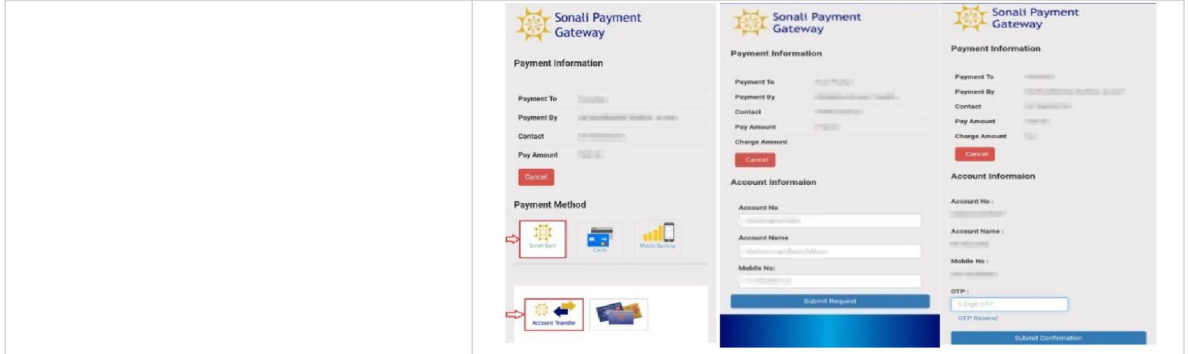 Sonali Payment
Gateway
Payment Information
Payment To
Payment By
Contact
Pay Amount
Cancel
Payment Method
Sonali Bank
Cards
Mobile Banking
Account Transfer
Sonali Payment
Gateway
Payment Information
Payment To
Payment By
Contact
Pay Amount
Charge Amount
Cancel
Account Informaion
Account No
Account Name
Mobile No:
Submit Request
Sonali Payment
Gateway
Payment Information
Payment To
Payment By
Contact
Pay Amount
Charge Amount
Cancel
Account Informaion
Account No :
Account Name :
Mobile No :
OTP :
6 Digit OTP
OTP Resend
Submit Confirmation